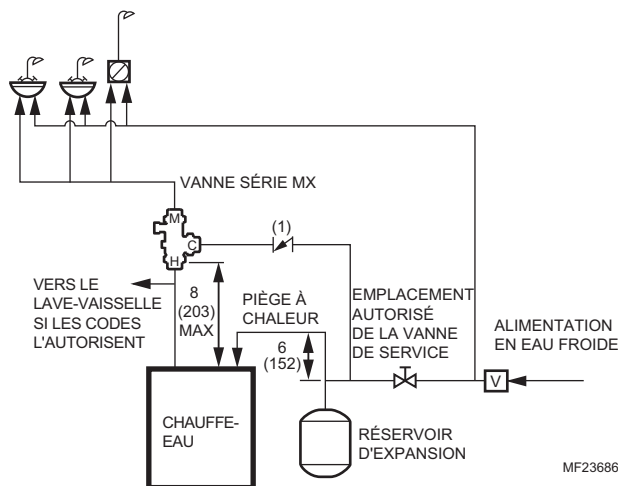 VANNE SÉRIE MX
M
C
H
(1)
VERS LE
LAVE-VAISSELLE
SI LES CODES
L'AUTORISENT
8
(203)
MAX
PIÈGE À
CHALEUR
6
(152)
EMPLACEMENT
AUTORISÉ
DE LA VANNE
DE SERVICE
ALIMENTATION
EN EAU FROIDE
V
CHAUFFE-
EAU
RÉSERVOIR
D'EXPANSION
MF23686